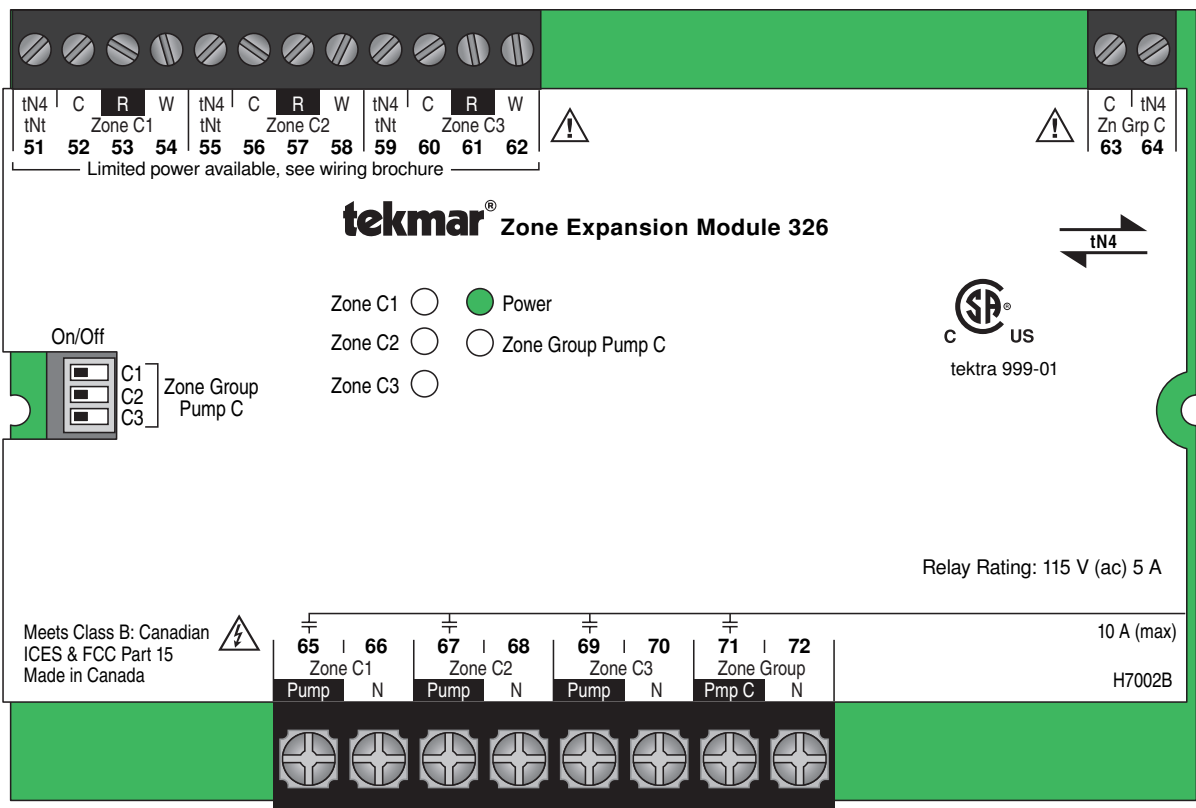 tN4 C R W tN4 C R W tN4 C R W
tNt Zone C1 tNt Zone C2 tNt Zone C3
51 52 53 54 55 56 57 58 59 60 61 62
Limited power available, see wiring brochure
C tN4
Zn Grp C
63 64
tekmar® Zone Expansion Module 326
tN4
Zone C1 Power
Zone C2 Zone Group Pump C
Zone C3
C SA ® US
tektra 999-01
On/Off
C1
C2
C3
Zone Group
Pump C
Relay Rating: 115 V (ac) 5 A
10 A (max)
H7002B
Meets Class B: Canadian
ICES & FCC Part 15
Made in Canada
65 66 67 68 69 70 71 72
Zone C1 Zone C2 Zone C3 Zone Group
Pump N Pump N Pump N Pmp C N